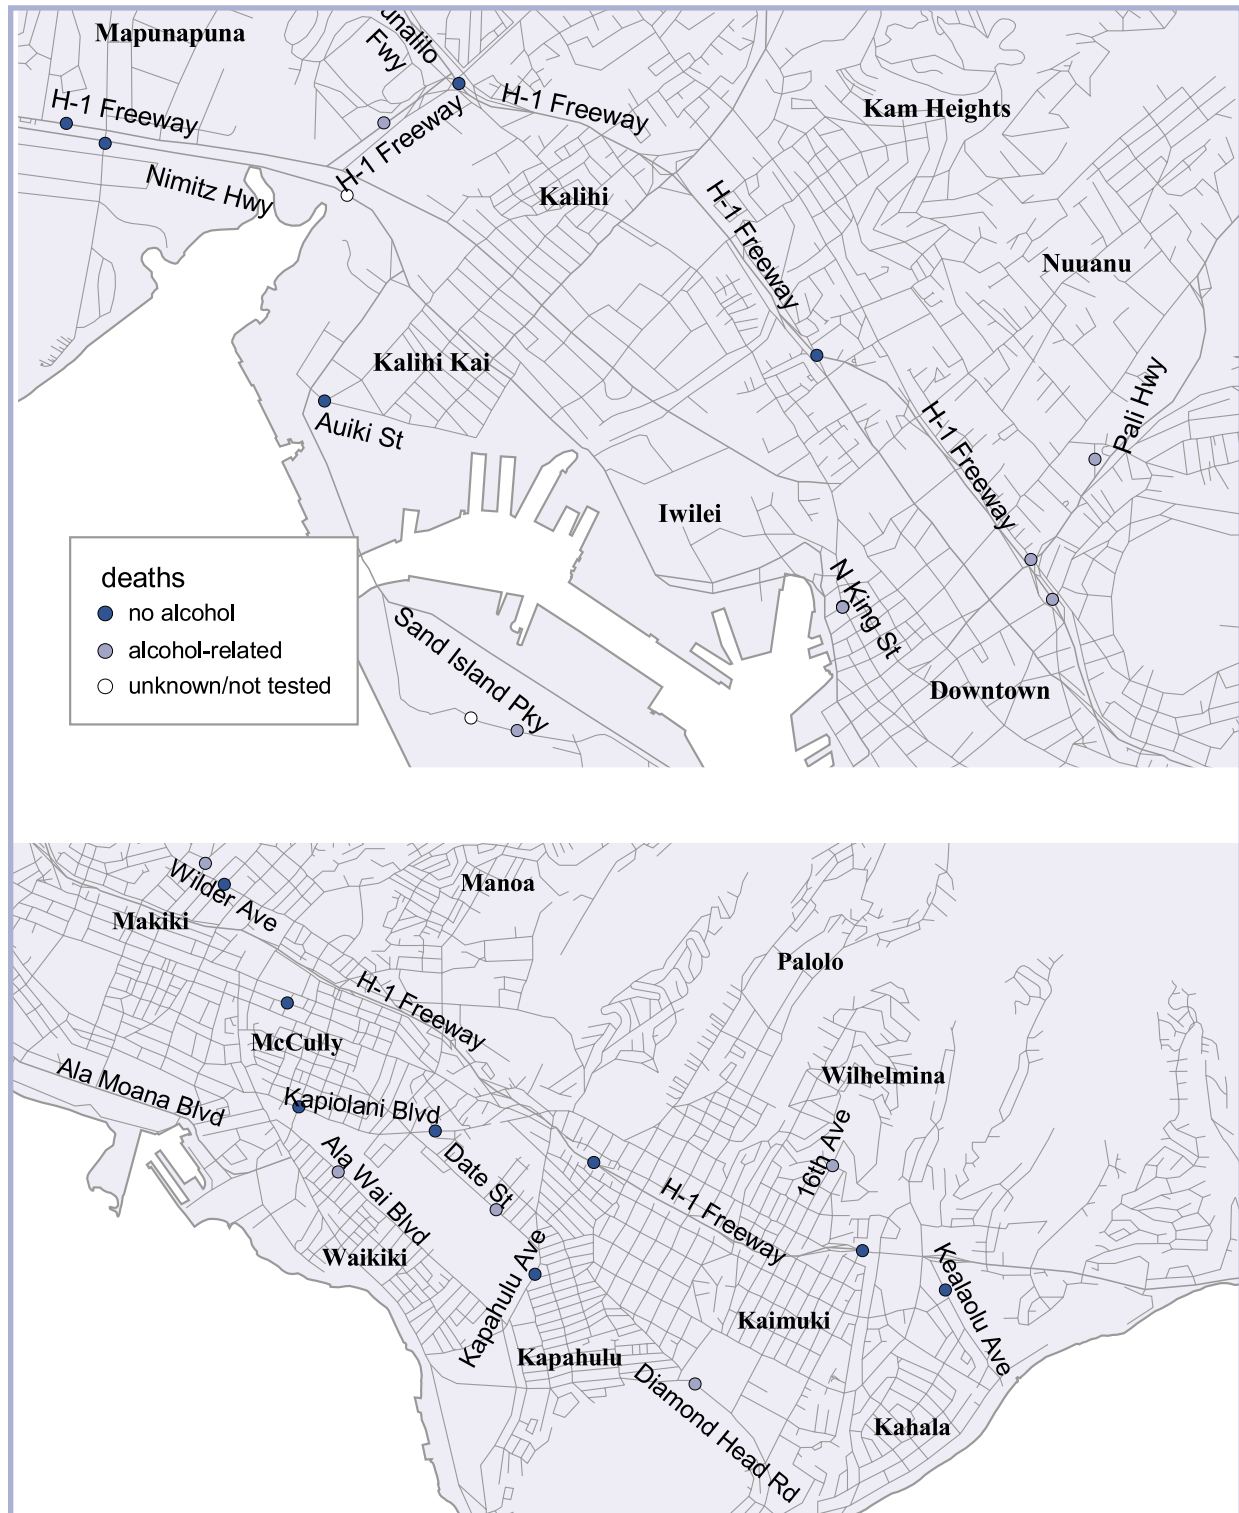 Mapunapuna
unalilo
Fwy
H-1 Freeway
H-1 Freeway
Kam Heights
H-1 Freeway
Nimitz Hwy
Kalihi
H-1 Freeway
Nuuanu
Kalihi Kai
Auiki St
Pali Hwy
H-1 Freeway
Iwilei
deaths
no alcohol
alcohol-related
unknown/not tested
N King St
Sand Island Pky
Downtown
Wilder Ave
Manoa
Makiki
Palolo
H-1 Freeway
McCully
Ala Moana Blvd
Kapiolani Blvd
Wilhelmina
Ala Wai Blvd
Date St
16th Ave
H-1 Freeway
Waikiki
Kapahulu Ave
Kealaolu Ave
Kaimuki
Kapahulu
Diamond Head Rd
Kahala